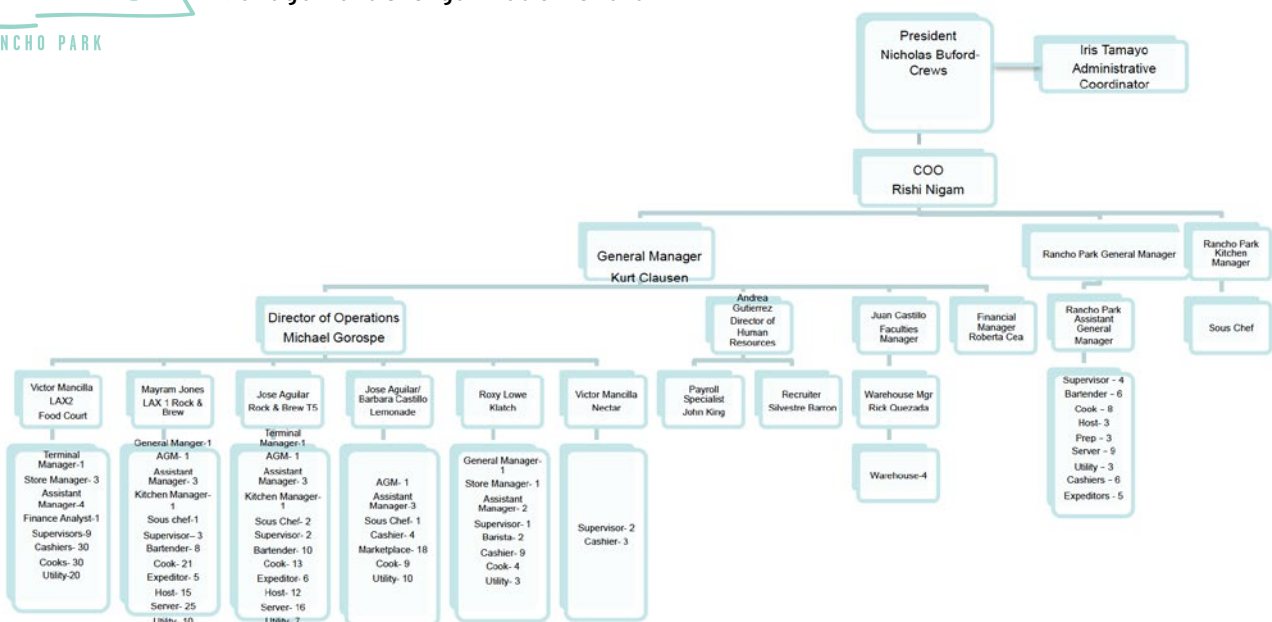 NCHO PARK
President
Nicholas Buford-
Crews
Iris Tamayo
Administrative
Coordinator
COO
Rishi Nigam
General Manager
Kurt Clausen
Rancho Park General Manager
Rancho Park
Kitchen
Manager
Director of Operations
Michael Gorospe
Andrea
Gutierrez
Director of
Human
Resources
Juan Castillo
Faculties
Manager
Financial
Manager
Roberta Cea
Rancho Park
Assistant
General
Manager
Sous Chef
Victor Mancilla
LAX2
Food Court
Mayram Jones
LAX 1 Rock &
Brew
Jose Aguilar
Rock & Brew T5
Jose Aguilar/
Barbara Castillo
Lemonade
Roxy Lowe
Klatch
Victor Mancilla
Nectar
Payroll
Specialist
John King
Recruiter
Silvestre Barron
Warehouse Mgr
Rick Quezada
Warehouse-4
Supervisor - 4
Bartender - 6
Cook - 8
Host- 3
Prep - 3
Server - 9
Utility - 3
Cashiers - 6
Expeditors - 5
Terminal
Manager-1
Store Manager- 3
Assistant
Manager-4
Finance Analyst-1
Supervisors-9
Cashiers- 30
Cooks- 30
Utility-20
General Manger-1
AGM- 1
Assistant
Manager- 3
Kitchen Manager-
1
Sous chef-1
Supervisor– 3
Bartender- 8
Cook- 21
Expeditor- 5
Host- 15
Server- 25
Utility- 10
Terminal
Manager-1
AGM- 1
Assistant
Manager- 3
Kitchen Manager-
1
Sous Chef- 2
Supervisor- 2
Bartender- 10
Cook- 13
Expeditor- 6
Host- 12
Server- 16
Utility- 7
AGM- 1
Assistant
Manager-3
Sous Chef- 1
Cashier- 4
Marketplace- 18
Cook- 9
Utility- 10
General Manager-
1
Store Manager- 1
Assistant
Manager- 2
Supervisor- 1
Barista- 2
Cashier- 9
Cook- 4
Utility- 3
Supervisor- 2
Cashier- 3